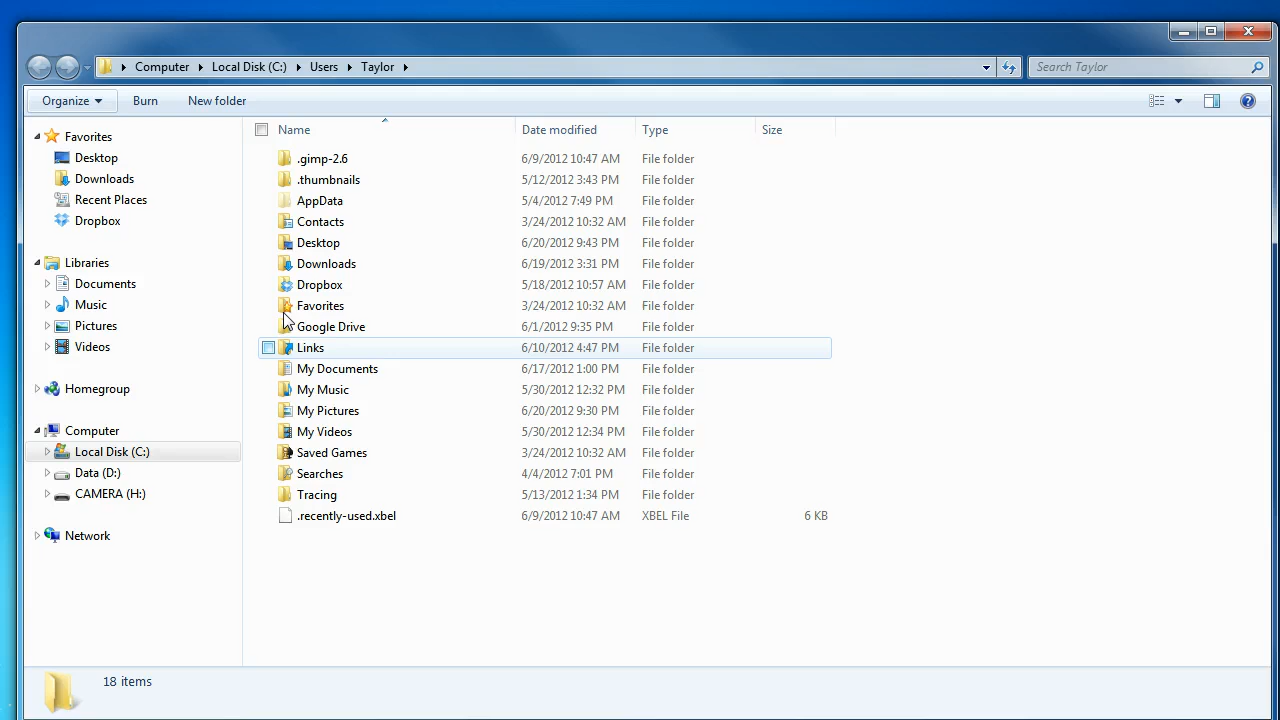 Computer Local Disk (C:) Users Taylor Search Taylor
Organize Burn New folder
Favorites
Desktop
Downloads
Recent Places
Dropbox
Libraries
Documents
Music
Pictures
Videos
Homegroup
Computer
Local Disk (C:)
Data (D:)
CAMERA (H:)
Network
Name Date modified Type Size
.gimp-2.6 6/9/2012 10:47 AM File folder
.thumbnails 5/12/2012 3:43 PM File folder
AppData 5/4/2012 7:49 PM File folder
Contacts 3/24/2012 10:32 AM File folder
Desktop 6/20/2012 9:43 PM File folder
Downloads 6/19/2012 3:31 PM File folder
Dropbox 5/18/2012 10:57 AM File folder
Favorites 3/24/2012 10:32 AM File folder
Google Drive 6/1/2012 9:35 PM File folder
Links 6/10/2012 4:47 PM File folder
My Documents 6/17/2012 1:00 PM File folder
My Music 5/30/2012 12:32 PM File folder
My Pictures 6/20/2012 9:30 PM File folder
My Videos 5/30/2012 12:34 PM File folder
Saved Games 3/24/2012 10:32 AM File folder
Searches 4/4/2012 7:01 PM File folder
Tracing 5/13/2012 1:34 PM File folder
.recently-used.xbel 6/9/2012 10:47 AM XBEL File 6 KB
18 items